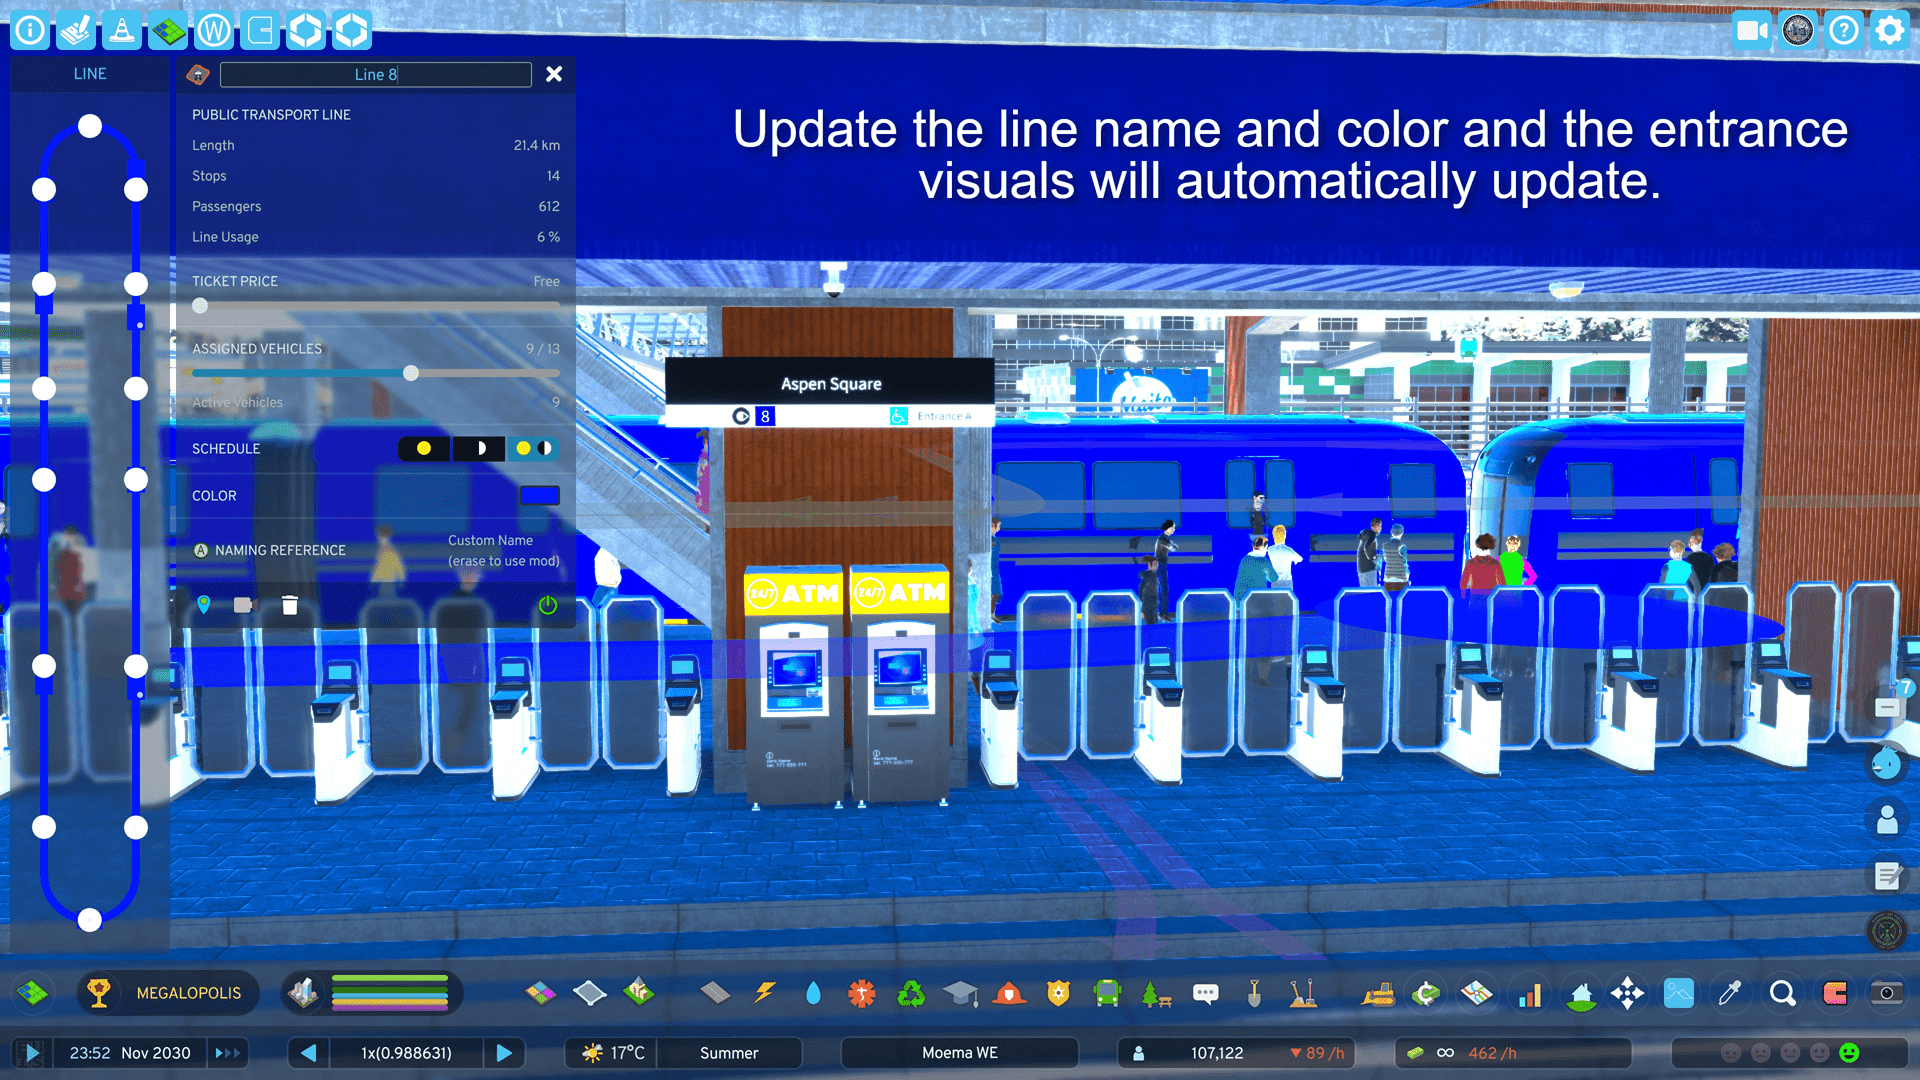 LINE
Line 8
PUBLIC TRANSPORT LINE
Length 21.4 km
Stops 14
Passengers 612
Line Usage 6 %
TICKET PRICE Free
ASSIGNED VEHICLES 9 / 13
Active Vehicles 9
SCHEDULE
COLOR
A NAMING REFERENCE
Custom Name
(erase to use mod)
Update the line name and color and the entrance
visuals will automatically update.
Aspen Square
8 Entrance A
24/7 ATM 24/7 ATM
7
MEGALOPOLIS
23:52 Nov 2030
1x(0.988631)
17°C Summer
Moema WE
107,122 89 /h
∞ 462 /h